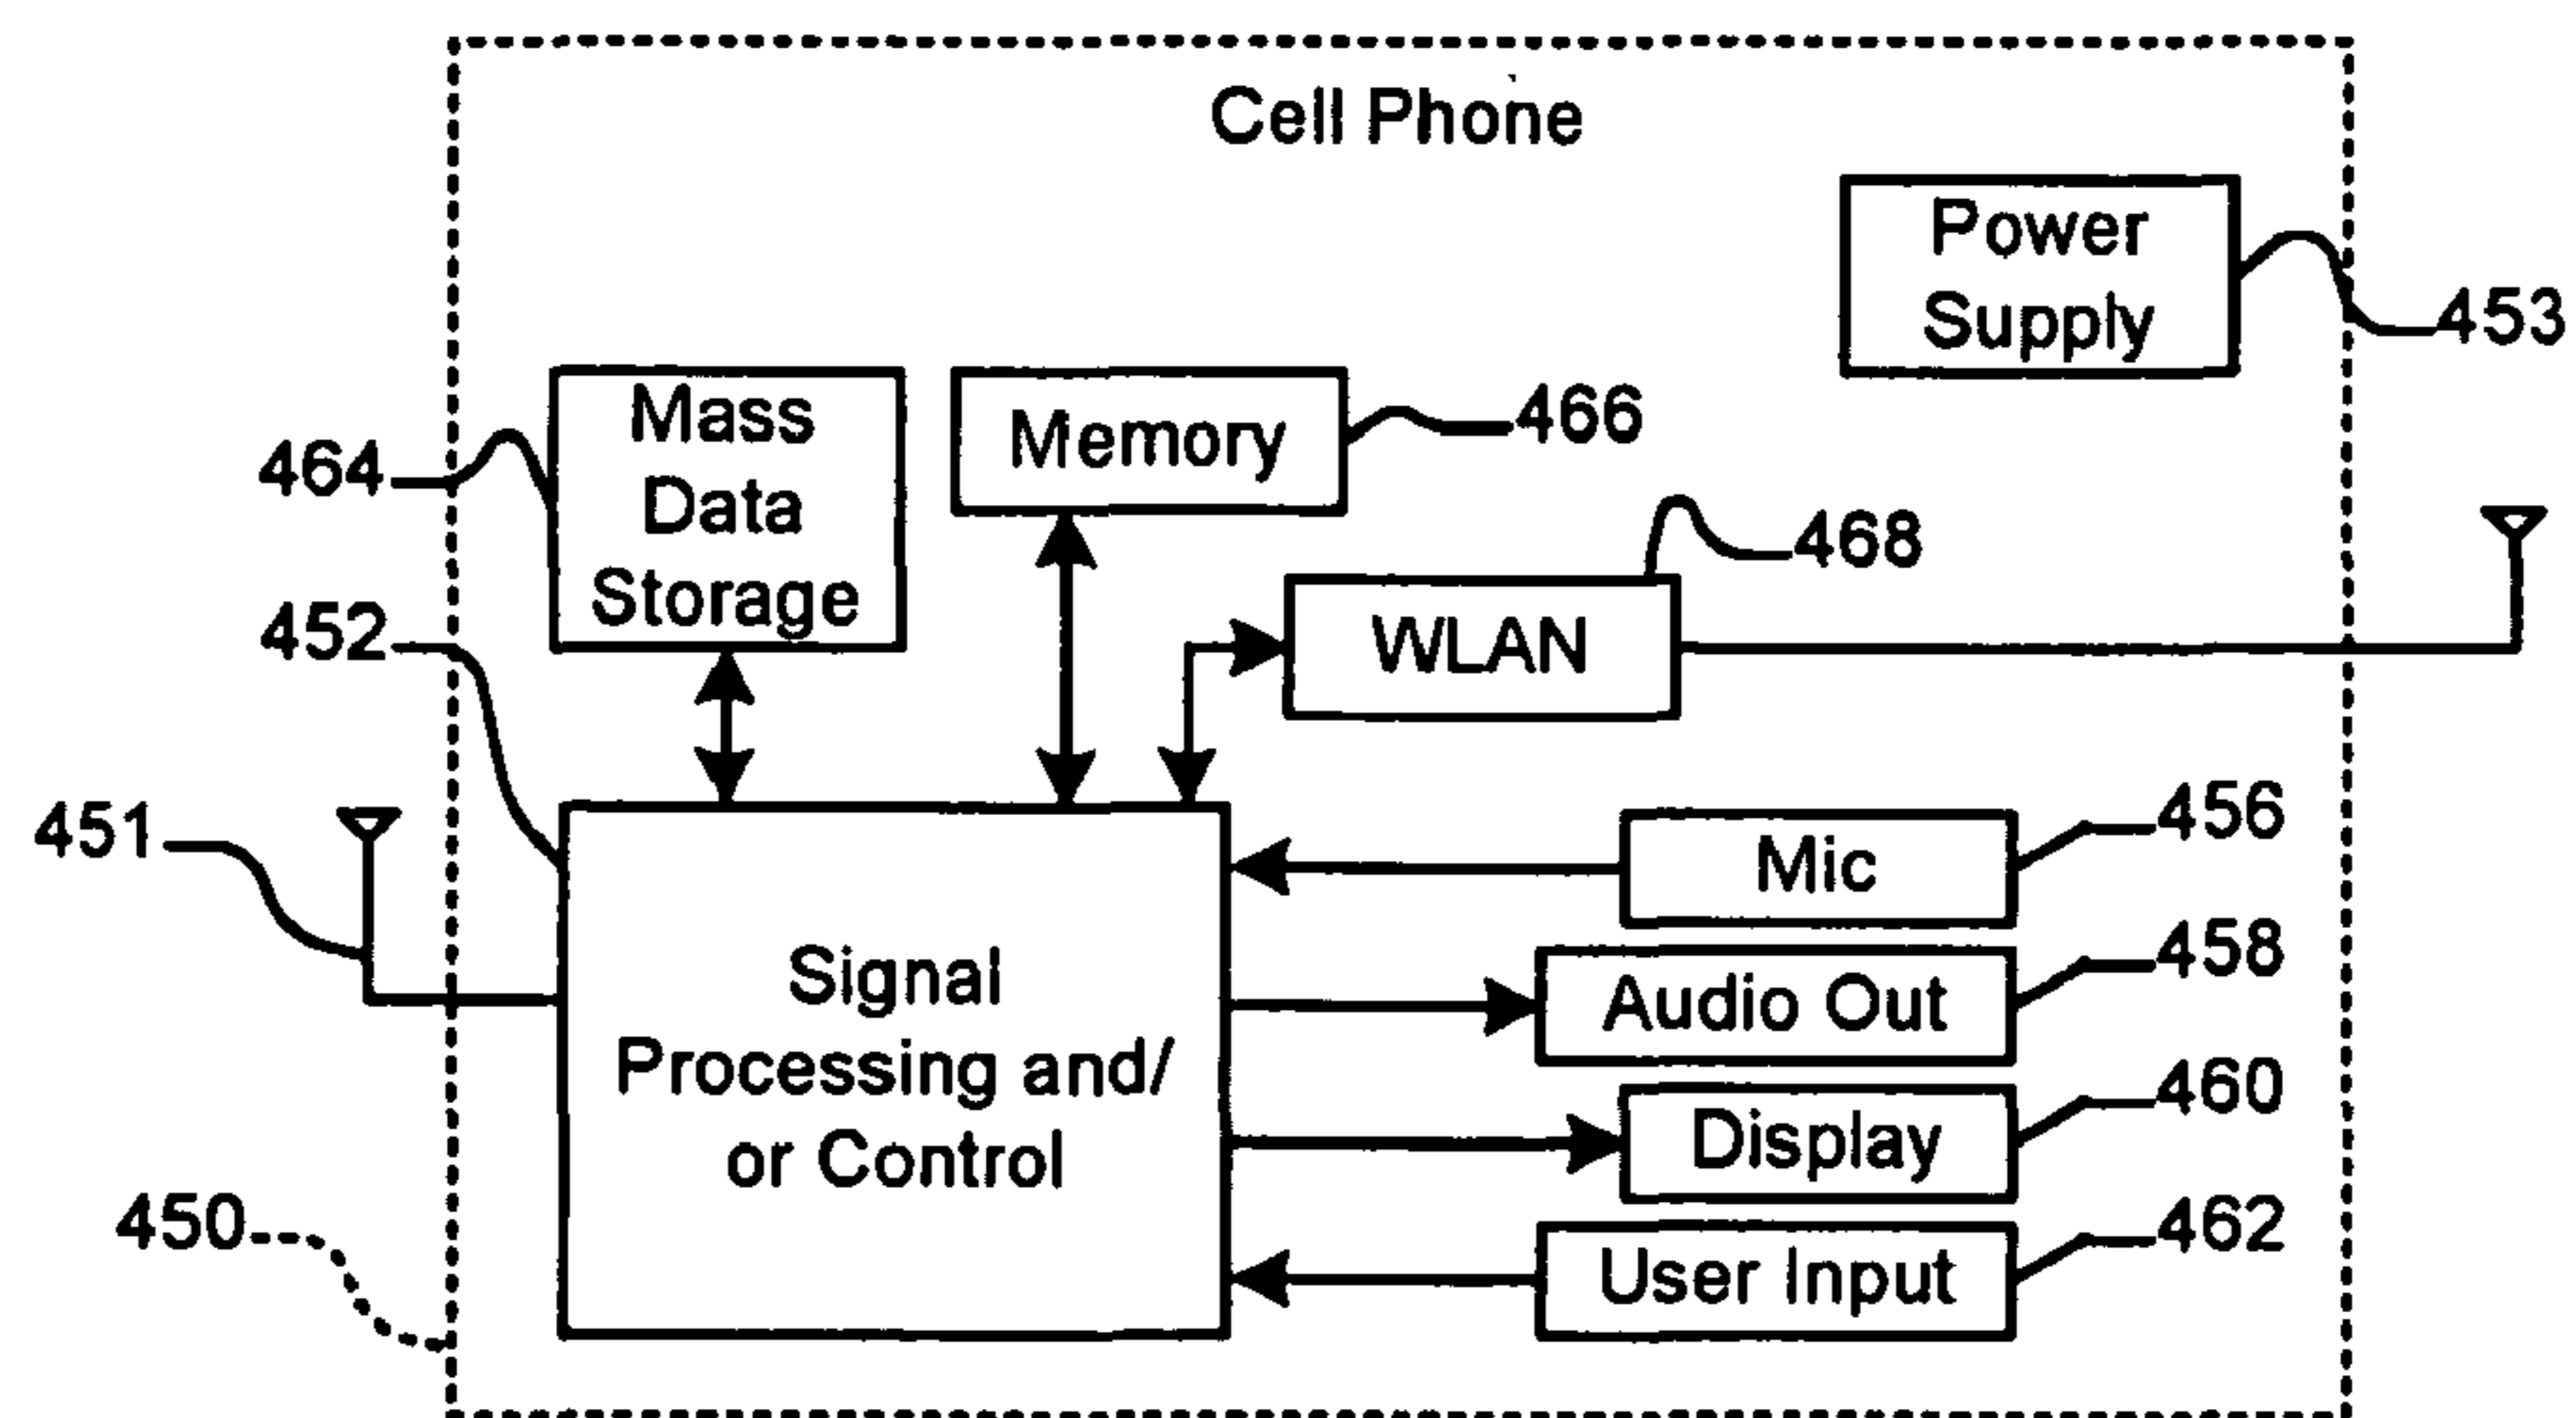 Cell Phone
Power
Supply
453
Mass
Data
Storage
464
Memory
466
468
WLAN
452
451
Mic
456
Signal
Processing and/
or Control
Audio Out
458
Display
460
450
User Input
462